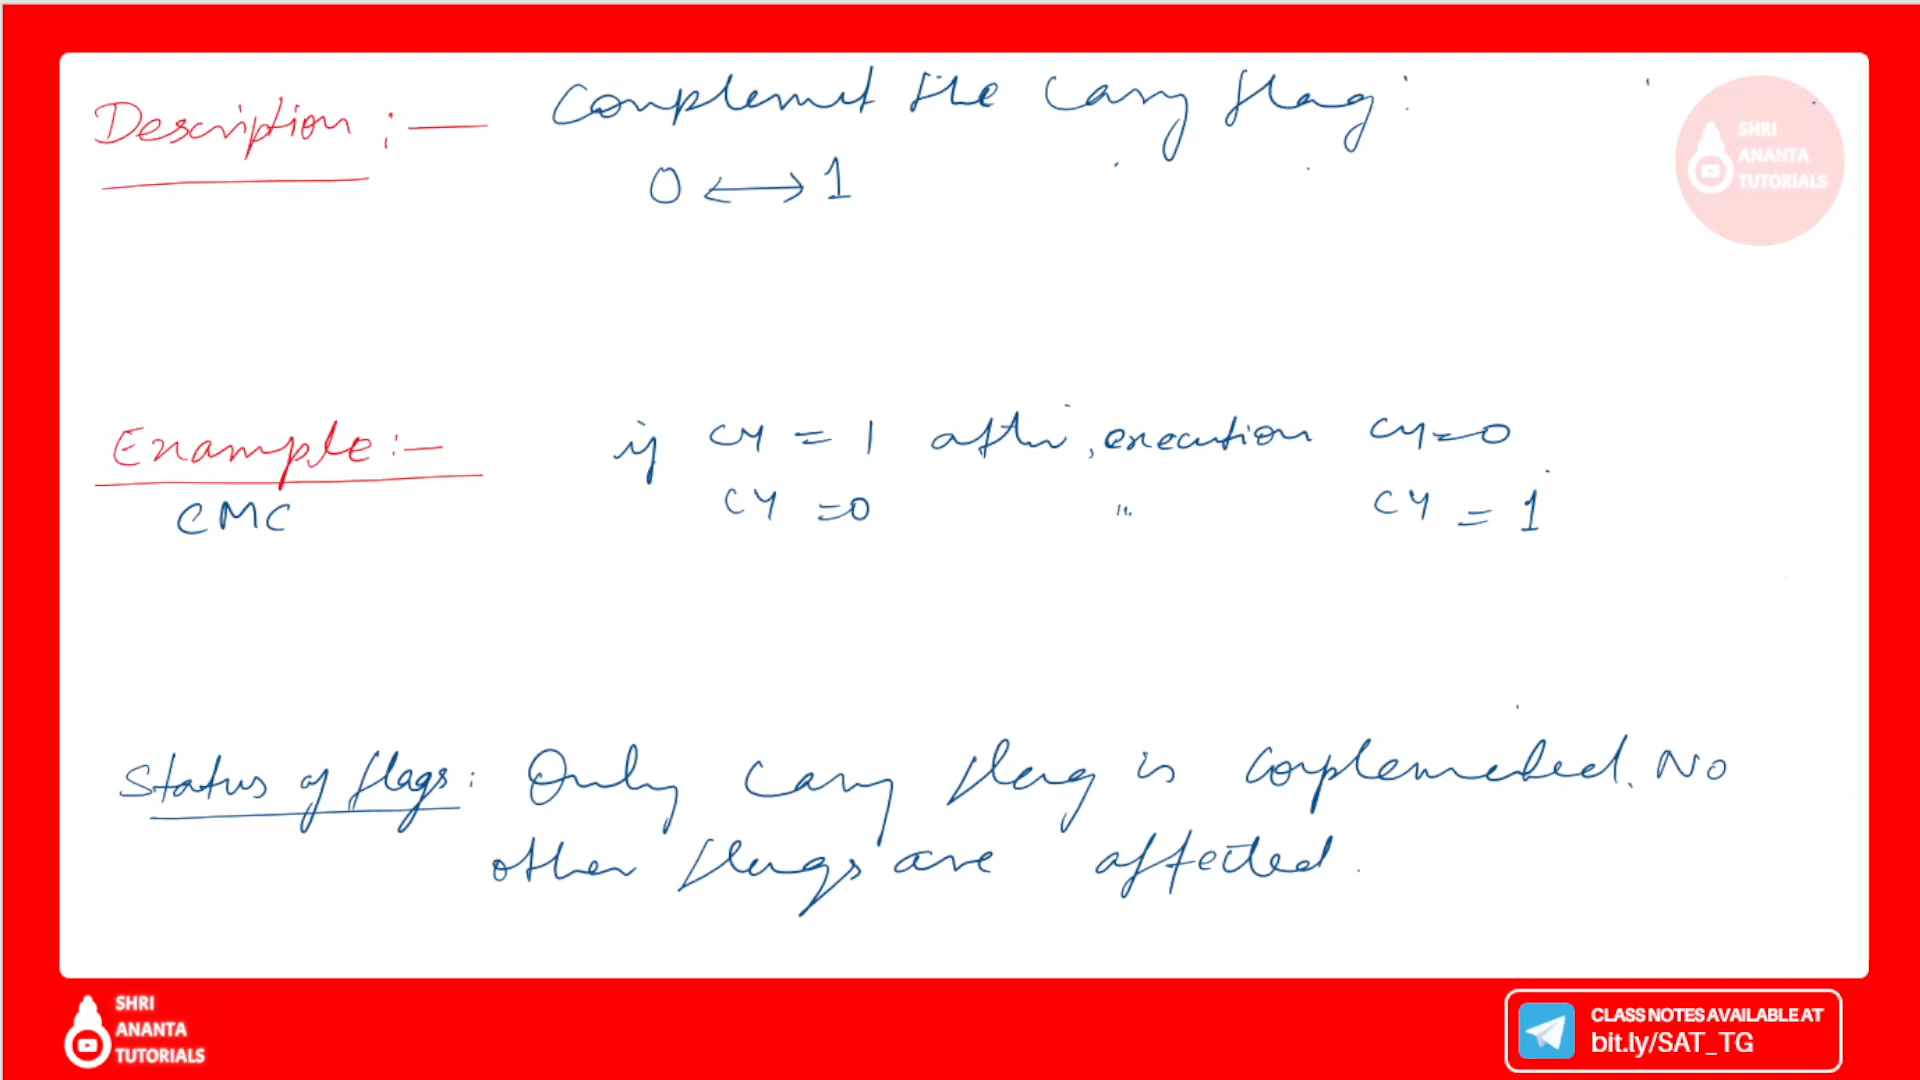 Description :— Complement the Carry flag:
0 ⟷ 1
SHRI
ANANTA
TUTORIALS
Example:— if CY = 1 after, execution CY=0
CMC CY =0 " CY = 1
Status of flags: Only carry flag is complemented. No
other flags are affected.
SHRI
ANANTA
TUTORIALS
CLASS NOTES AVAILABLE AT
bit.ly/SAT_TG